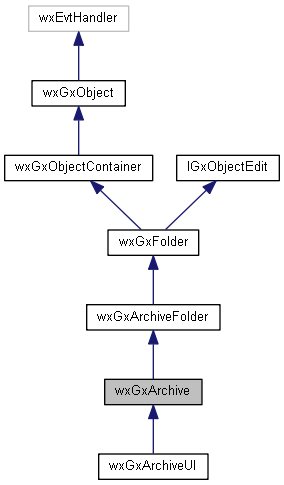 wxEvtHandler
wxGxObject
wxGxObjectContainer
IGxObjectEdit
wxGxFolder
wxGxArchiveFolder
wxGxArchive
wxGxArchiveUI